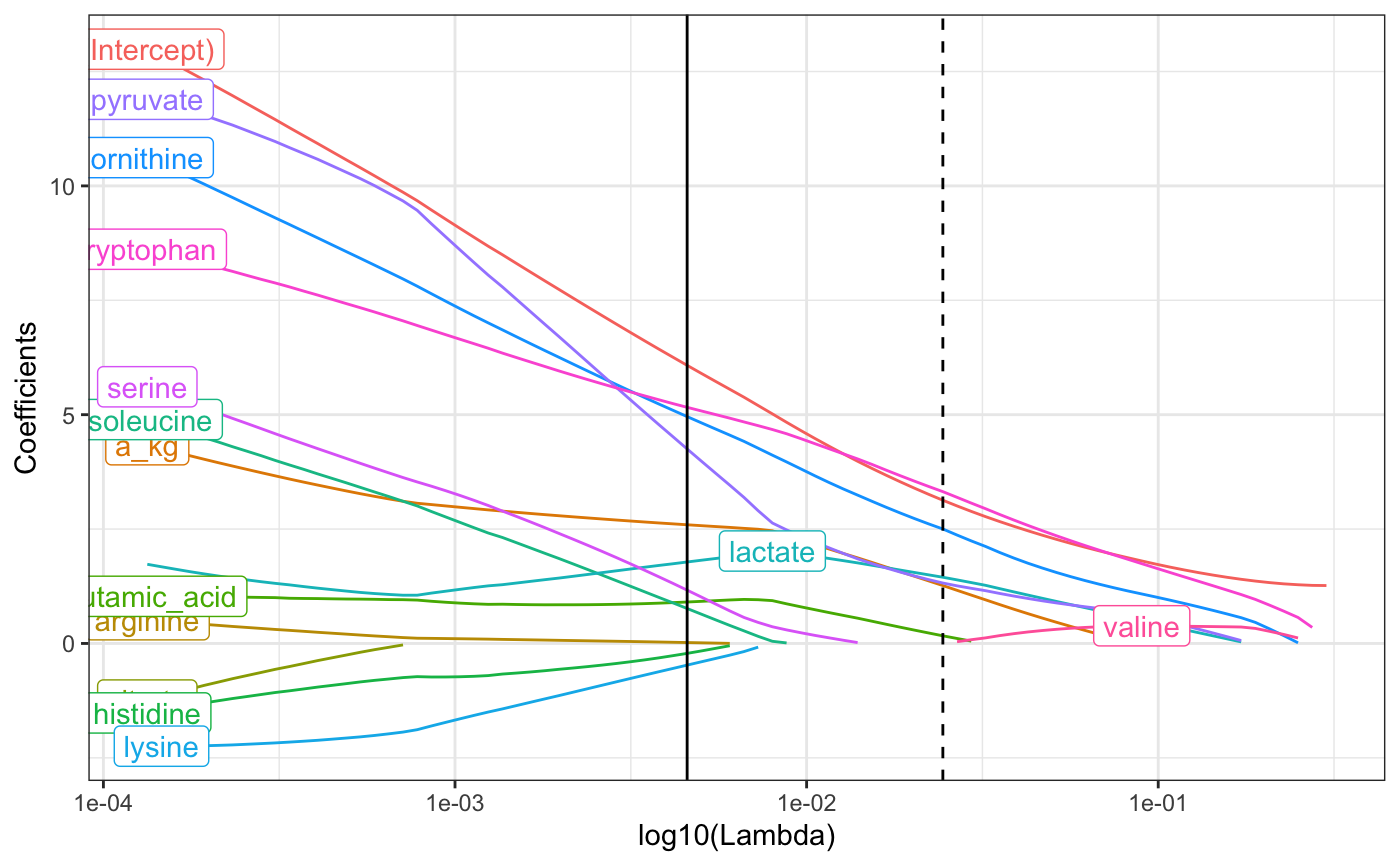 Intercept)
pyruvate
ornithine
10
ryptophan
serine
5
soleucine
a_kg
lactate
utamic_acid
arginine
valine
0
histidine
lysine
1e-04
1e-03
1e-02
1e-01
log10(Lambda)
Coefficients